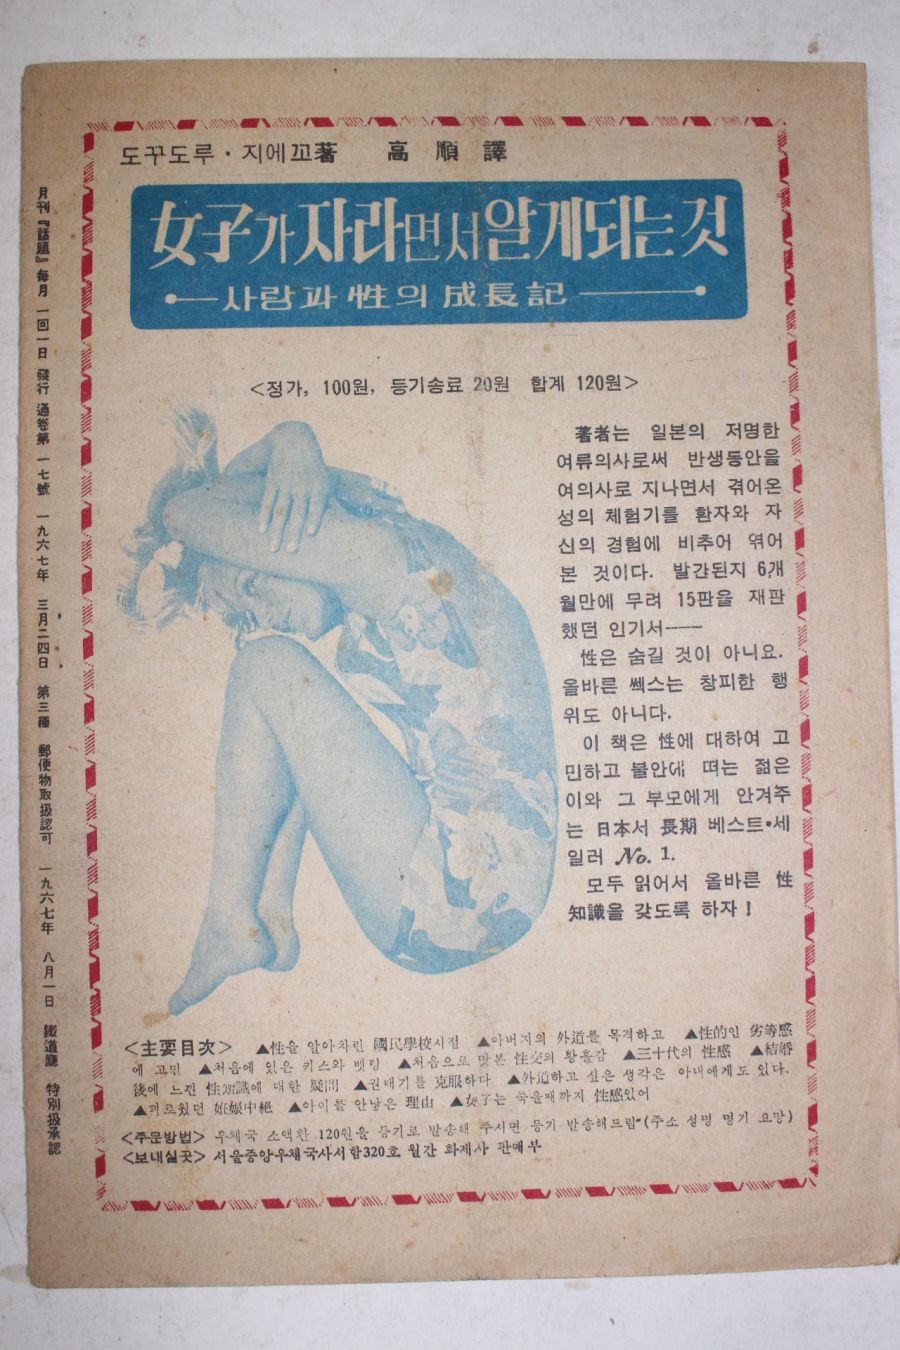 도꾸도루・지에꼬著 高順譯
女子가 자라면서 알게되는것
사랑과 性의 成長記
<정가, 100원, 등기송료 20원 합계 120원>
著者는 일본의 저명한
여류의사로써 반생동안을
여의사로 지나면서 겪어온
성의 체험기를 환자와 자
신의 경험에 비추어 엮어
본 것이다. 발간된지 6개
월만에 무려 15판을 재판
했던 인기서——
性은 숨길 것이 아니요.
올바른 쎅스는 창피한 행
위도 아니다.
이 책은 性에 대하여 고
민하고 불안에 떠는 젊은
이와 그 부모에게 안겨주
는 日本서 長期 베스트•세
일러 No. 1.
모두 읽어서 올바른 性
知識을 갖도록 하자!
<主要目次> ▲性을 알아차린 國民學校시절 ▲아버지의 外道를 목격하고 ▲性的인 劣等感
에 고민 ▲처음에 있은 키스와 벳팅 ▲처음으로 맛본 性交의 황홀감 ▲三十代의 性感 ▲結婚
後에 느낀 性知識에 대한 疑問 ▲권태기를 克服하다 ▲外道하고 싶은 생각은 아내에게도 있다.
▲괴로웠던 妊娠中絶 ▲아이를 안낳은 理由 ▲女子는 죽을때까지 性感있어
<주문방법> 우체국 소액환 120원을 등기로 발송해 주시면 등기 발송해드림"(주소 성명 명기 요망)
<보내실곳> 서울중앙우체국사서함320호 월간 화제사 판매부
月刊『話題』每月 一回一日 發行 通卷第 一七號 一九六七年 三月二四日 第三種 郵便物取扱認可 一九六七年 八月一日 鐵道廳 特別扱承認